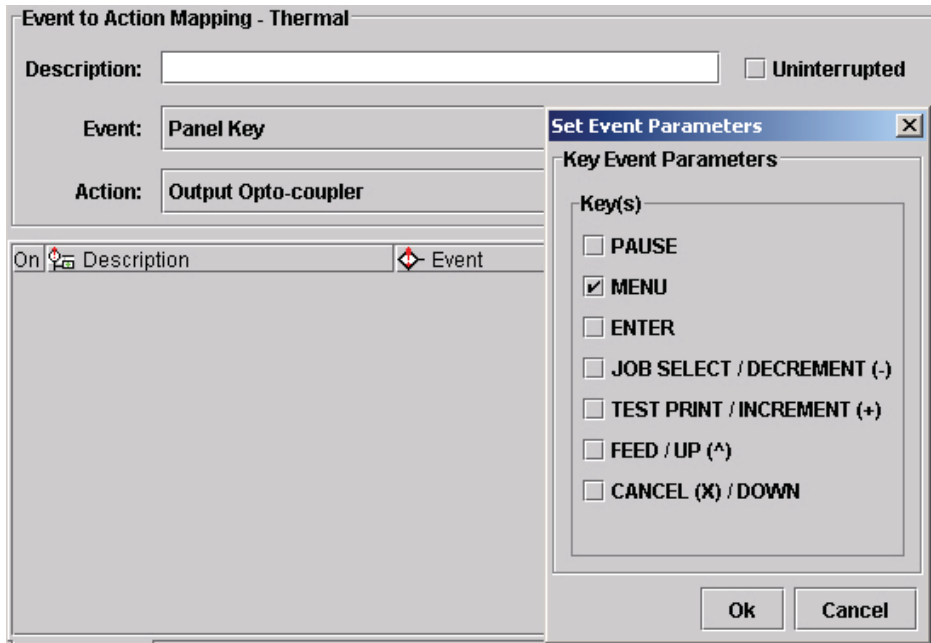 Event to Action Mapping - Thermal
Description:
Uninterrupted
Event:
Panel Key
Action:
Output Opto-coupler
On Description Event
Set Event Parameters
Key Event Parameters
Key(s)
PAUSE
MENU
ENTER
JOB SELECT / DECREMENT (-)
TEST PRINT / INCREMENT (+)
FEED / UP (^)
CANCEL (X) / DOWN
Ok Cancel